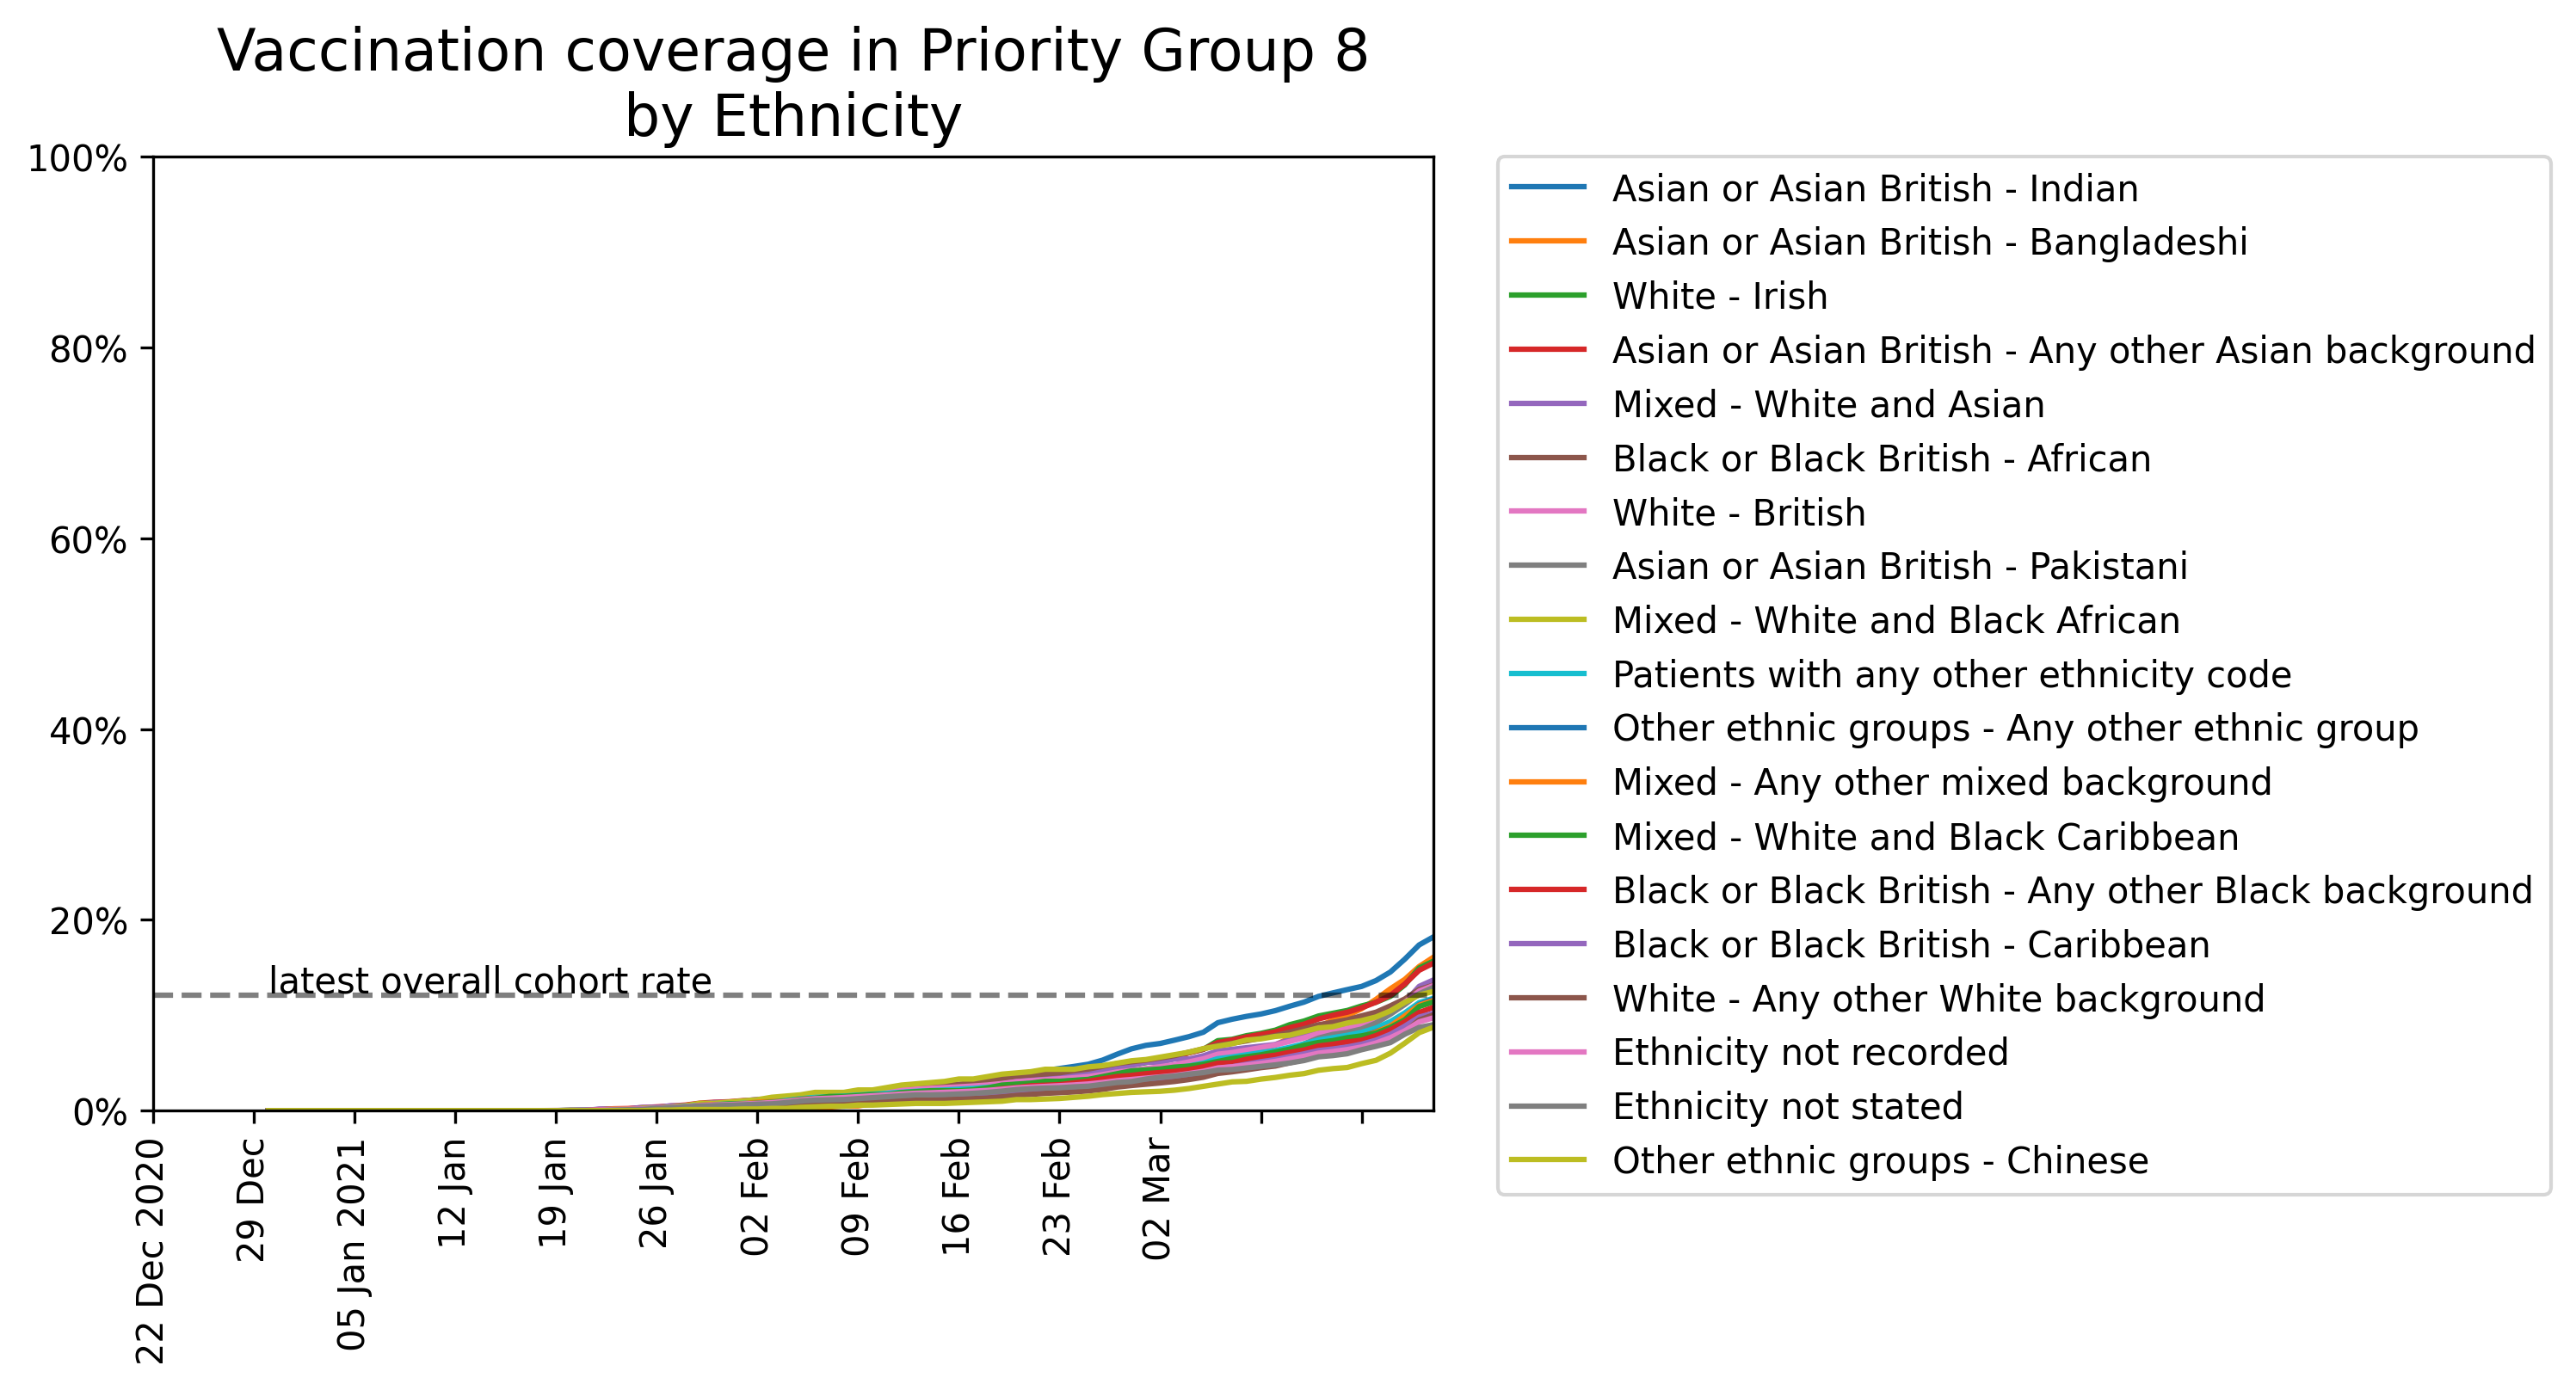 Vaccination coverage in Priority Group 8
by Ethnicity
100%
80%
60%
40%
20%
0%
latest overall cohort rate
22 Dec 2020
29 Dec
05 Jan 2021
12 Jan
19 Jan
26 Jan
02 Feb
09 Feb
16 Feb
23 Feb
02 Mar
Asian or Asian British - Indian
Asian or Asian British - Bangladeshi
White - Irish
Asian or Asian British - Any other Asian background
Mixed - White and Asian
Black or Black British - African
White - British
Asian or Asian British - Pakistani
Mixed - White and Black African
Patients with any other ethnicity code
Other ethnic groups - Any other ethnic group
Mixed - Any other mixed background
Mixed - White and Black Caribbean
Black or Black British - Any other Black background
Black or Black British - Caribbean
White - Any other White background
Ethnicity not recorded
Ethnicity not stated
Other ethnic groups - Chinese